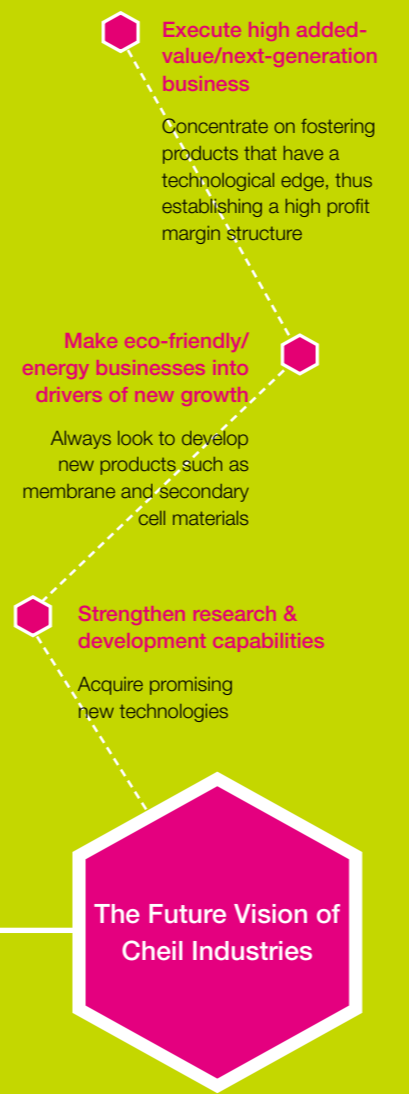 Execute high added-
value/next-generation
business
Concentrate on fostering
products that have a
technological edge, thus
establishing a high profit
margin structure
Make eco-friendly/
energy businesses into
drivers of new growth
Always look to develop
new products such as
membrane and secondary
cell materials
Strengthen research &
development capabilities
Acquire promising
new technologies
The Future Vision of
Cheil Industries